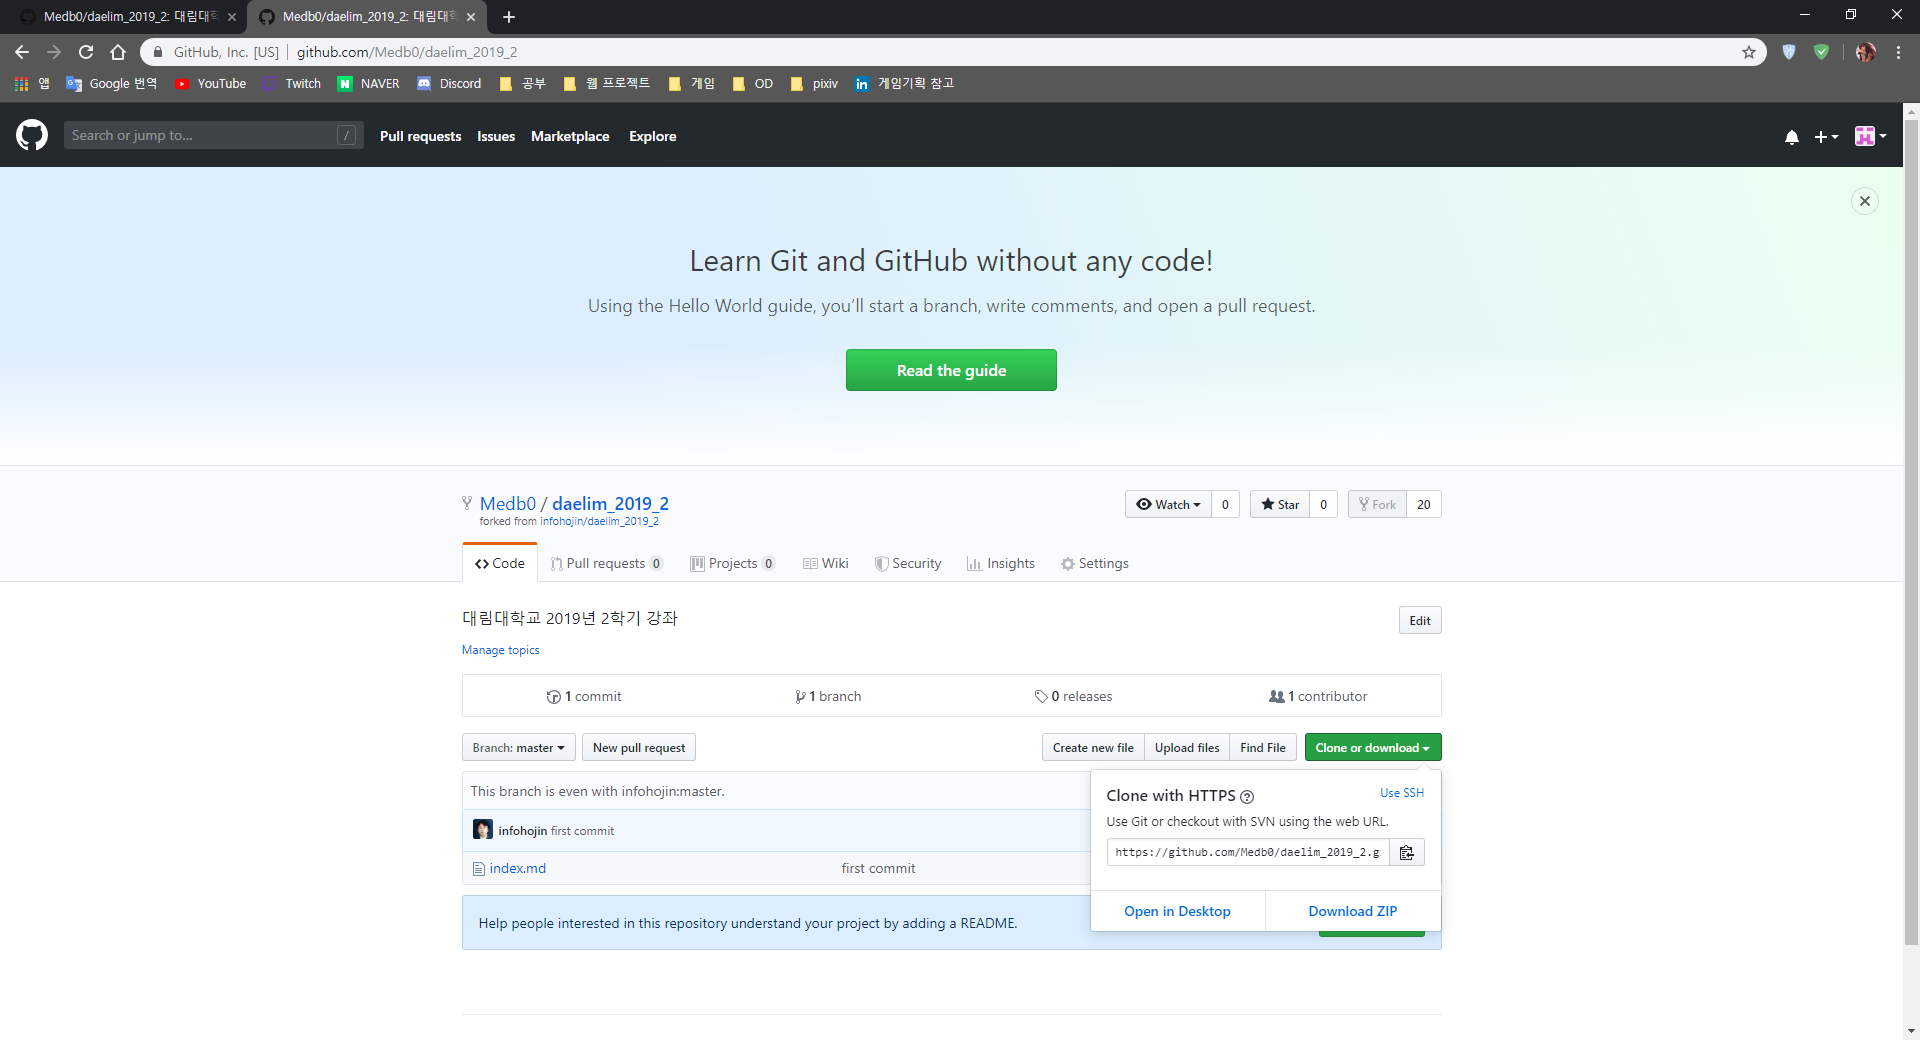 Medb0/daelim_2019_2: 대림대학
Medb0/daelim_2019_2: 대림대학
GitHub, Inc. [US] github.com/Medb0/daelim_2019_2
앱 Google 번역 YouTube Twitch N NAVER Discord 공부 웹 프로젝트 게임 OD pixiv in 게임기획 참고
Search or jump to... / Pull requests Issues Marketplace Explore
Learn Git and GitHub without any code!
Using the Hello World guide, you’ll start a branch, write comments, and open a pull request.
Read the guide
Medb0 / daelim_2019_2 Watch 0 Star 0 Fork 20
forked from infohojin/daelim_2019_2
Code Pull requests 0 Projects 0 Wiki Security Insights Settings
대림대학교 2019년 2학기 강좌 Edit
Manage topics
1 commit 1 branch 0 releases 1 contributor
Branch: master New pull request Create new file Upload files Find File Clone or download
This branch is even with infohojin:master.
infohojin first commit
index.md first commit
Help people interested in this repository understand your project by adding a README.
Clone with HTTPS Use SSH
Use Git or checkout with SVN using the web URL.
https://github.com/Medb0/daelim_2019_2.g
Open in Desktop Download ZIP